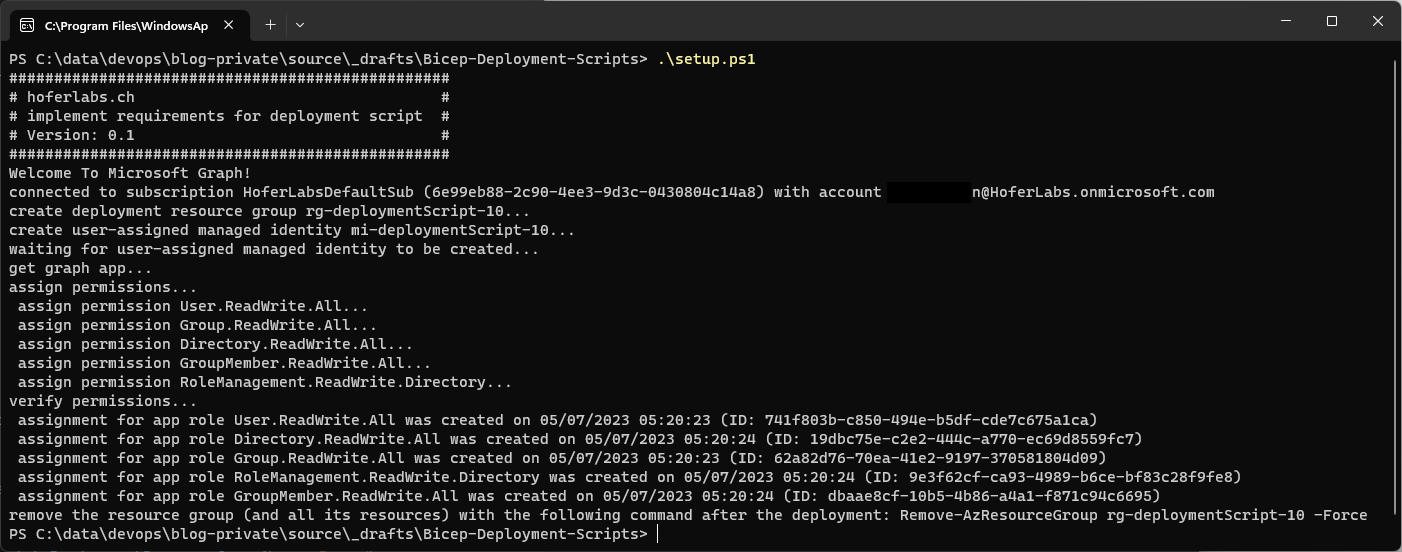 C:\Program Files\WindowsAp
PS C:\data\devops\blog-private\source\_drafts\Bicep-Deployment-Scripts> .\setup.ps1
#################################################
# hoferlabs.ch                                  #
# implement requirements for deployment script  #
# Version: 0.1                                  #
#################################################
Welcome To Microsoft Graph!
connected to subscription HoferLabsDefaultSub (6e99eb88-2c90-4ee3-9d3c-0430804c14a8) with account n@HoferLabs.onmicrosoft.com
create deployment resource group rg-deploymentScript-10...
create user-assigned managed identity mi-deploymentScript-10...
waiting for user-assigned managed identity to be created...
get graph app...
assign permissions...
 assign permission User.ReadWrite.All...
 assign permission Group.ReadWrite.All...
 assign permission Directory.ReadWrite.All...
 assign permission GroupMember.ReadWrite.All...
 assign permission RoleManagement.ReadWrite.Directory...
verify permissions...
 assignment for app role User.ReadWrite.All was created on 05/07/2023 05:20:23 (ID: 741f803b-c850-494e-b5df-cde7c675a1ca)
 assignment for app role Directory.ReadWrite.All was created on 05/07/2023 05:20:24 (ID: 19dbc75e-c2e2-444c-a770-ec69d8559fc7)
 assignment for app role Group.ReadWrite.All was created on 05/07/2023 05:20:23 (ID: 62a82d76-70ea-41e2-9197-370581804d09)
 assignment for app role RoleManagement.ReadWrite.Directory was created on 05/07/2023 05:20:24 (ID: 9e3f62cf-ca93-4989-b6ce-bf83c28f9fe8)
 assignment for app role GroupMember.ReadWrite.All was created on 05/07/2023 05:20:24 (ID: dbaae8cf-10b5-4b86-a4a1-f871c94c6695)
remove the resource group (and all its resources) with the following command after the deployment: Remove-AzResourceGroup rg-deploymentScript-10 -Force
PS C:\data\devops\blog-private\source\_drafts\Bicep-Deployment-Scripts>